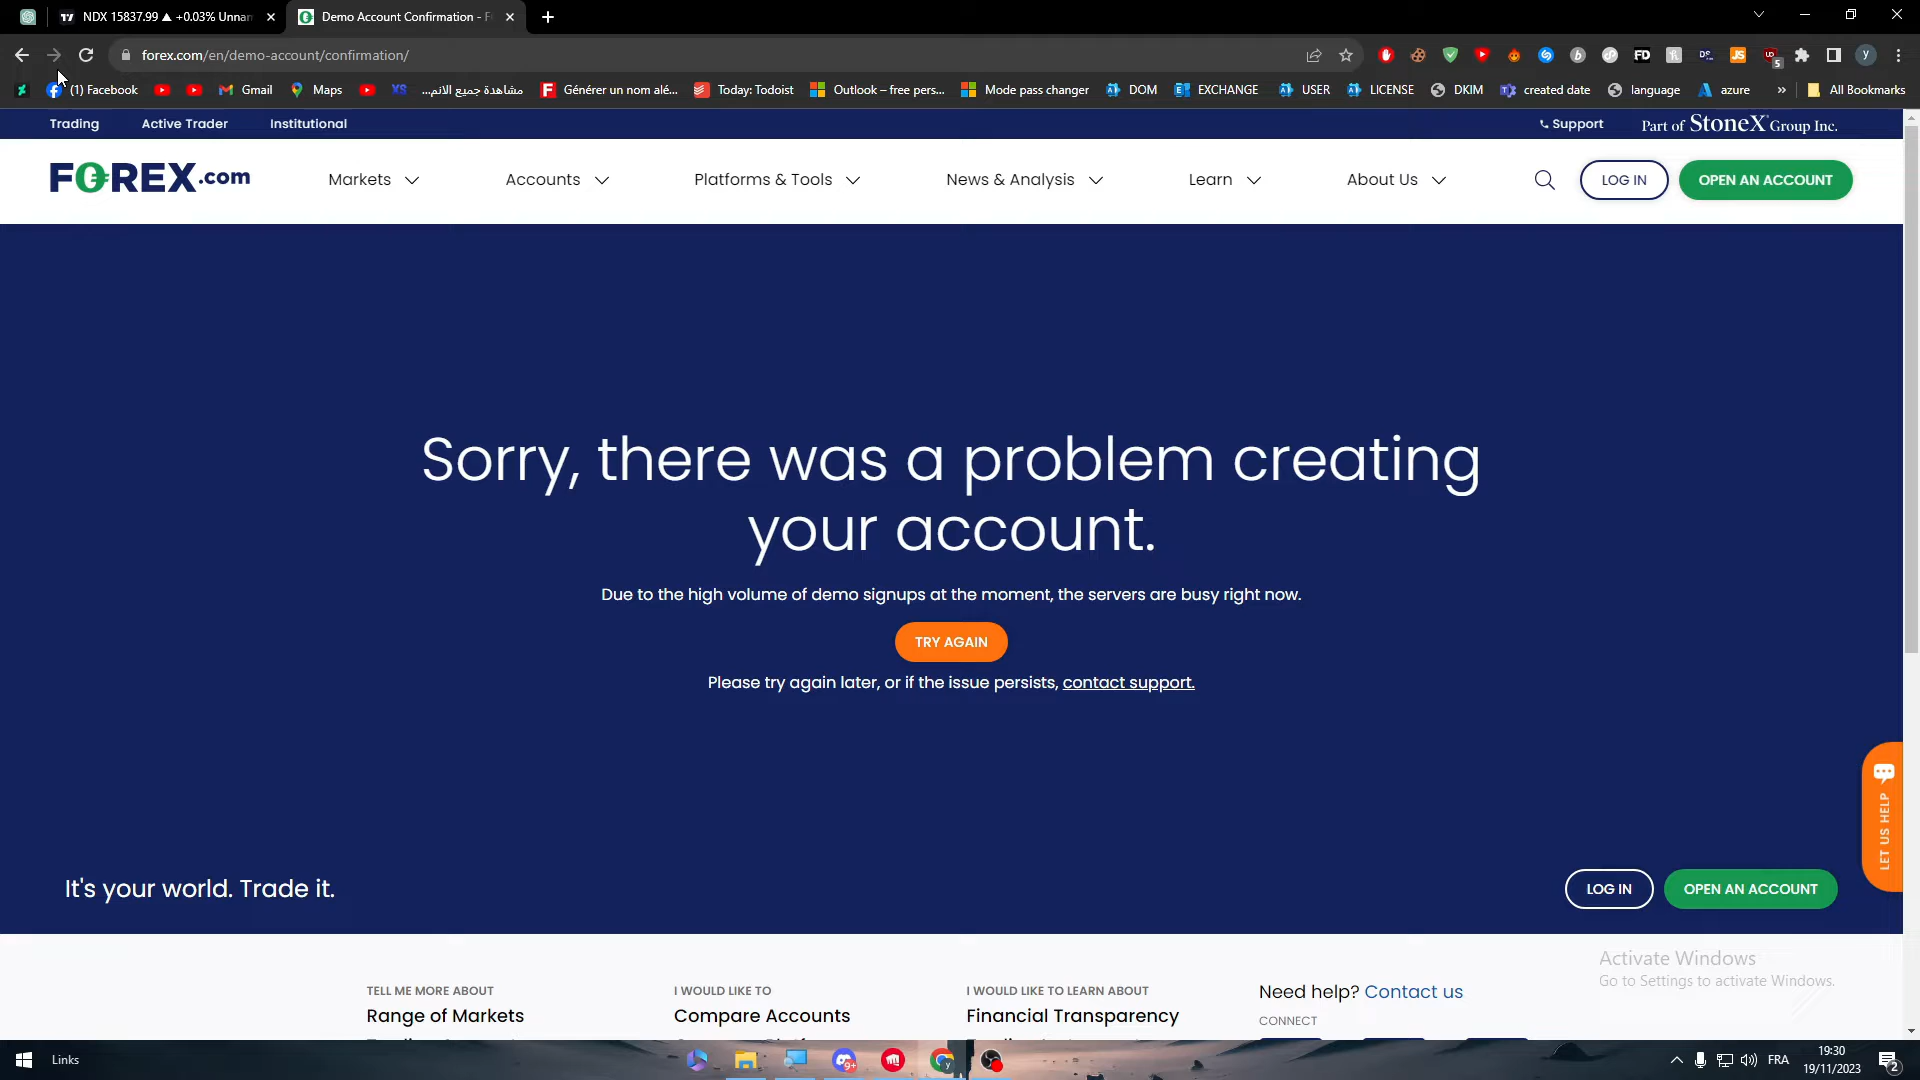 NDX 15837.99 ▲ +0.03% Unnan
Demo Account Confirmation - F
forex.com/en/demo-account/confirmation/
(1) Facebook
Gmail
Maps
مشاهدة جميع الانم...
Générer un nom alé...
Today: Todoist
Outlook – free pers...
Mode pass changer
DOM
EXCHANGE
USER
LICENSE
DKIM
created date
language
azure
»
All Bookmarks
Trading
Active Trader
Institutional
Support
Part of StoneX Group Inc.
FOREX.com
Markets
Accounts
Platforms & Tools
News & Analysis
Learn
About Us
LOG IN
OPEN AN ACCOUNT
Sorry, there was a problem creating
your account.
Due to the high volume of demo signups at the moment, the servers are busy right now.
TRY AGAIN
Please try again later, or if the issue persists, contact support.
LET US HELP
It's your world. Trade it.
LOG IN
OPEN AN ACCOUNT
Activate Windows
Go to Settings to activate Windows.
TELL ME MORE ABOUT
Range of Markets
I WOULD LIKE TO
Compare Accounts
I WOULD LIKE TO LEARN ABOUT
Financial Transparency
Need help? Contact us
CONNECT
Links
FRA
19:30
19/11/2023
2